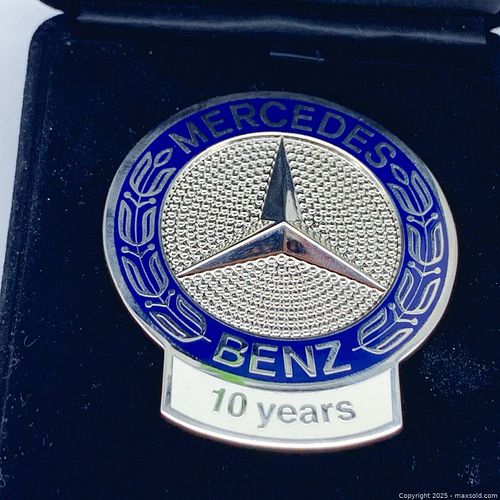 MERCEDES
BENZ
10 years
Copyright 2025 - maxsold.com